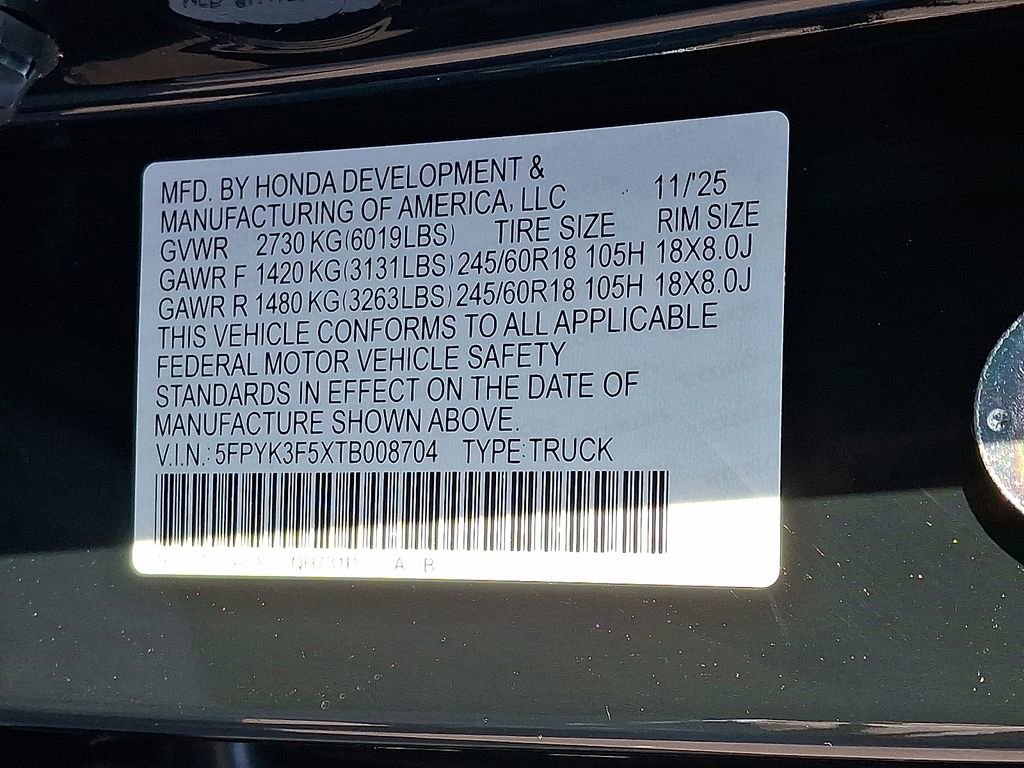 MFD. BY HONDA DEVELOPMENT &
MANUFACTURING OF AMERICA, LLC 11/'25
GVWR 2730 KG(6019LBS) TIRE SIZE RIM SIZE
GAWR F 1420 KG(3131LBS) 245/60R18 105H 18X8.0J
GAWR R 1480 KG(3263LBS) 245/60R18 105H 18X8.0J
THIS VEHICLE CONFORMS TO ALL APPLICABLE
FEDERAL MOTOR VEHICLE SAFETY
STANDARDS IN EFFECT ON THE DATE OF
MANUFACTURE SHOWN ABOVE.
V.I.N.: 5FPYK3F5XTB008704 TYPE: TRUCK
A B